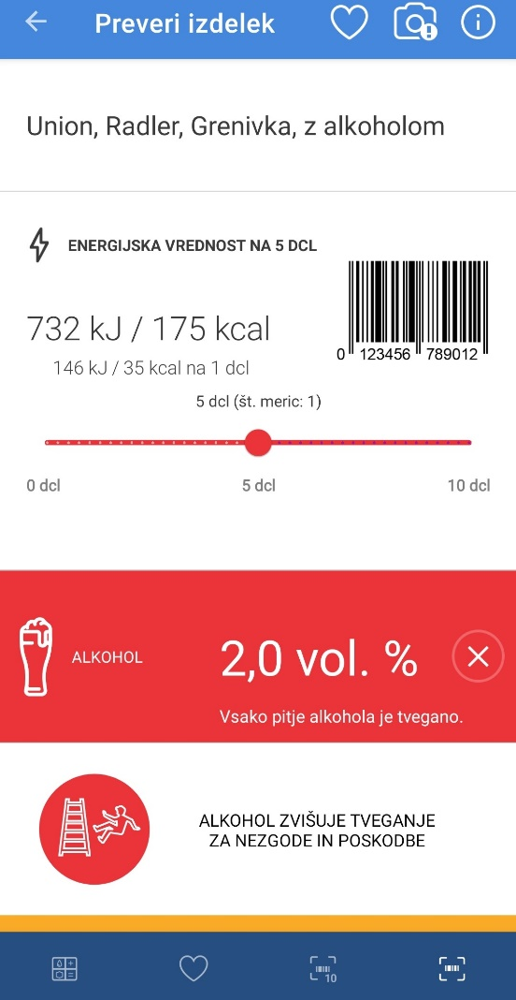 Preveri izdelek
Union, Radler, Grenivka, z alkoholom
ENERGIJSKA VREDNOST NA 5 DCL
732 kJ / 175 kcal
146 kJ / 35 kcal na 1 dcl
0 123456 789012
5 dcl (št. meric: 1)
0 dcl 5 dcl 10 dcl
ALKOHOL
2,0 vol. %
Vsako pitje alkohola je tvegano.
ALKOHOL ZVIŠUJE TVEGANJE
ZA NEZGODE IN POSKODBE
10